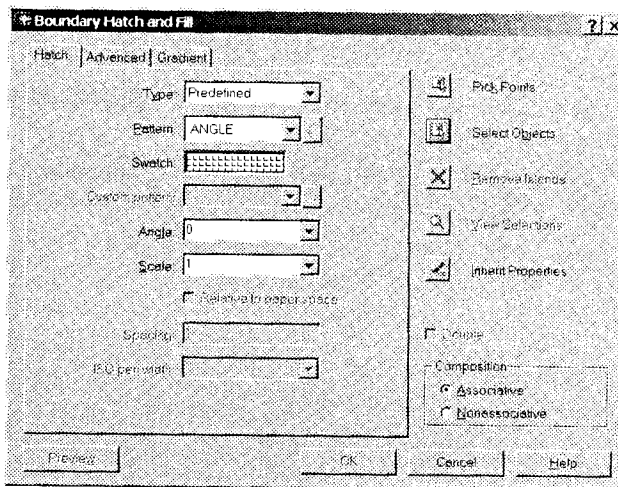 Boundary Hatch and Fill
? ×
Hatch Advanced Gradient
Type: Predefined
Pattern: ANGLE
Swatch:
Custom pattern:
Angle: 0
Scale: 1
Relative to paper space
Spacing:
ISO pen width:
Pick Points
Select Objects
Remove Islands
View Selections
Inherit Properties
Double
Composition
Associative
Nonassociative
Preview
OK
Cancel
Help